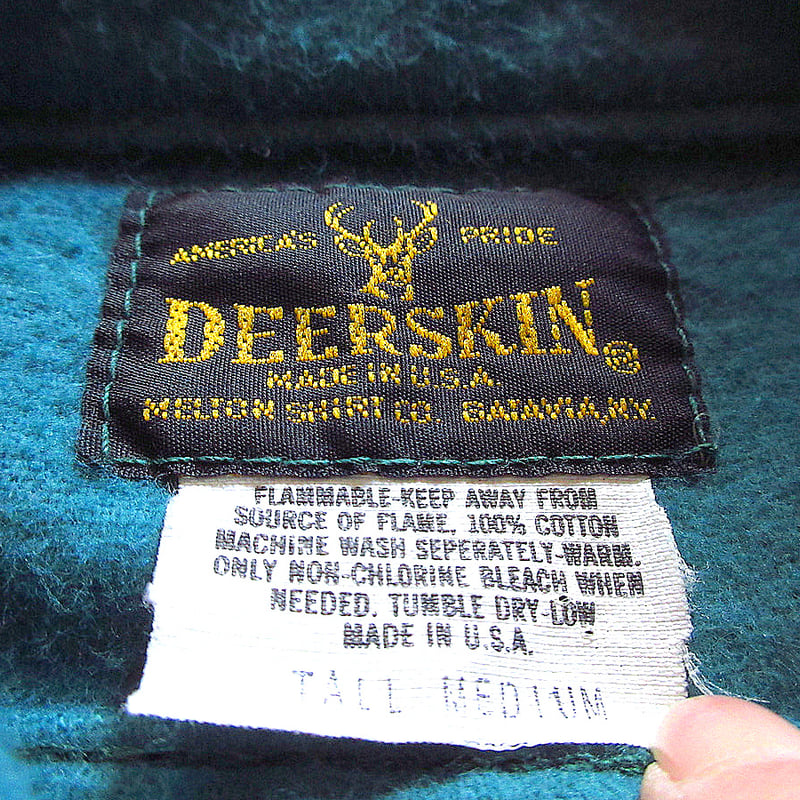 AMERICA'S PRIDE
DEERSKIN®
MADE IN U.S.A.
MELTON SHIRT CO. BATAVIA, N.Y.
FLAMMABLE-KEEP AWAY FROM
SOURCE OF FLAME. 100% COTTON
MACHINE WASH SEPERATELY-WARM.
ONLY NON-CHLORINE BLEACH WHEN
NEEDED. TUMBLE DRY-LOW
MADE IN U.S.A.
TALL MEDIUM